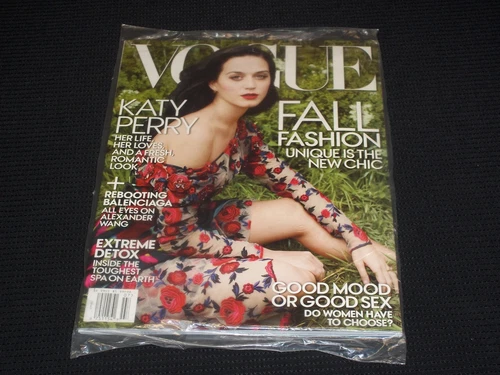 VOGUE
KATY
PERRY
HER LIFE,
HER LOVES,
AND A FRESH,
ROMANTIC
LOOK
+
REBOOTING
BALENCIAGA
ALL EYES ON
ALEXANDER
WANG
EXTREME
DETOX
INSIDE THE
TOUGHEST
SPA ON EARTH
FALL
FASHION
UNIQUE IS THE
NEW CHIC
GOOD MOOD
OR GOOD SEX
DO WOMEN HAVE
TO CHOOSE?